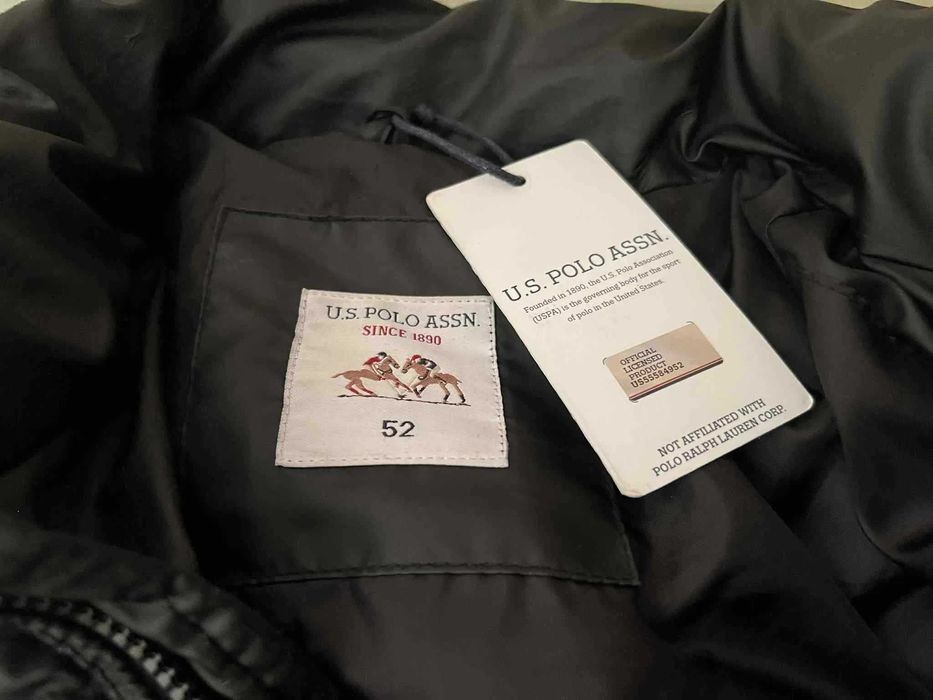 U.S. POLO ASSN.
SINCE 1890
52
U.S. POLO ASSN.
Founded in 1890, the U.S. Polo Association
(USPA) is the governing body for the sport
of polo in the United States.
OFFICIAL
LICENSED
PRODUCT
US55584952
NOT AFFILIATED WITH
POLO RALPH LAUREN CORP.